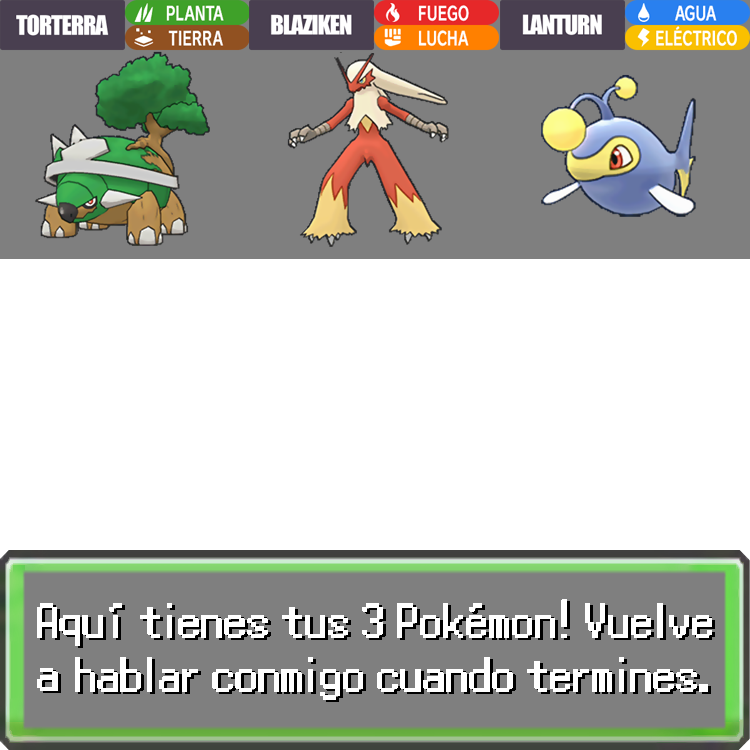 TORTERRA
PLANTA
TIERRA
BLAZIKEN
FUEGO
LUCHA
LANTURN
AGUA
ELÉCTRICO
Aquí tienes tus 3 Pokémon! Vuelve
a hablar conmigo cuando termines.